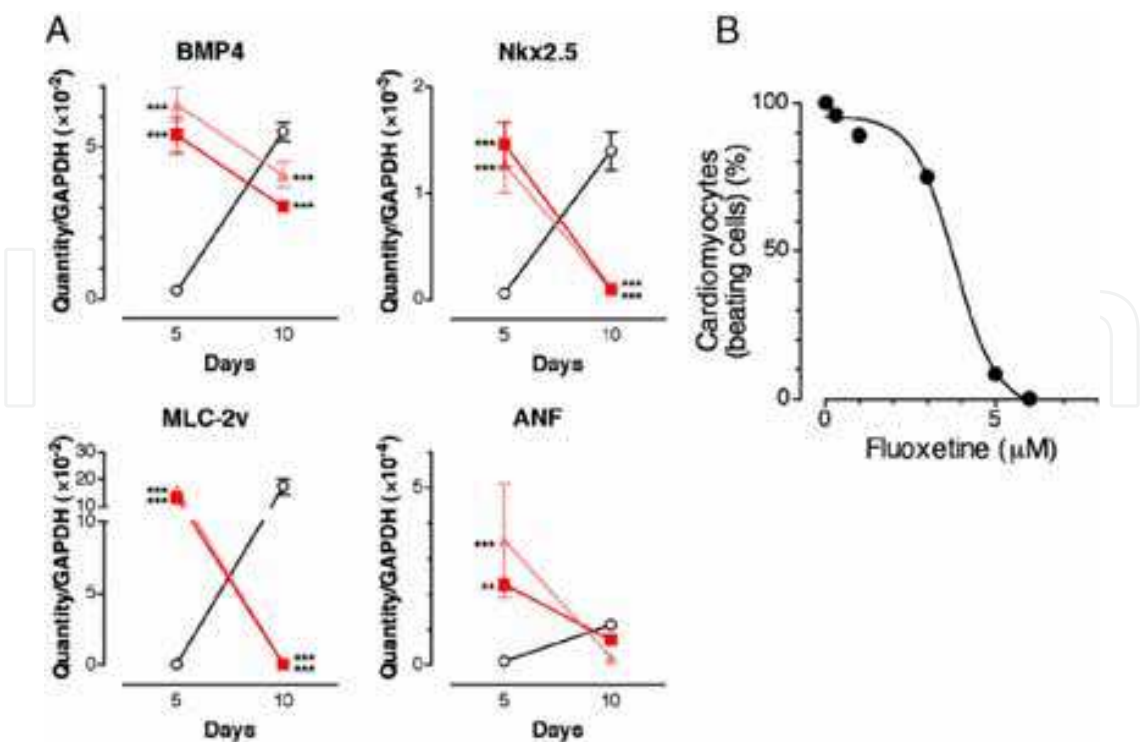 A
BMP4
Quantity/GAPDH (×10⁻²)
5
0
***
***
***
***
5 10
Days
Nkx2.5
Quantity/GAPDH (×10⁻³)
2
1
0
***
***
***
***
5 10
Days
B
Cardiomyocytes
(beating cells) (%)
100
50
0
0 5
Fluoxetine (μM)
MLC-2v
Quantity/GAPDH (×10⁻²)
30
20
10
10
5
0
***
***
***
***
5 10
Days
ANF
Quantity/GAPDH (×10⁻⁴)
5
0
***
**
5 10
Days